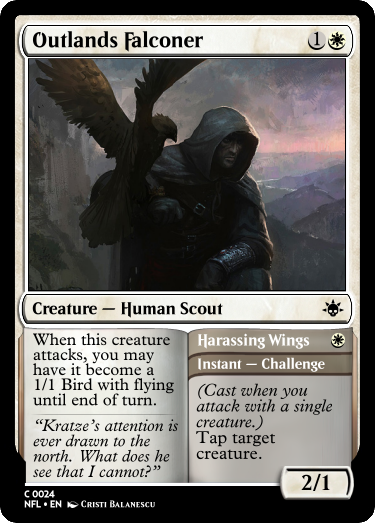 Outlands Falconer
1
Creature — Human Scout
When this creature
attacks, you may
have it become a
1/1 Bird with flying
until end of turn.
“Kratze’s attention is
ever drawn to the
north. What does he
see that I cannot?”
Harassing Wings
Instant — Challenge
(Cast when you
attack with a single
creature.)
Tap target
creature.
2/1
C 0024
NFL • EN Cristi Balanescu